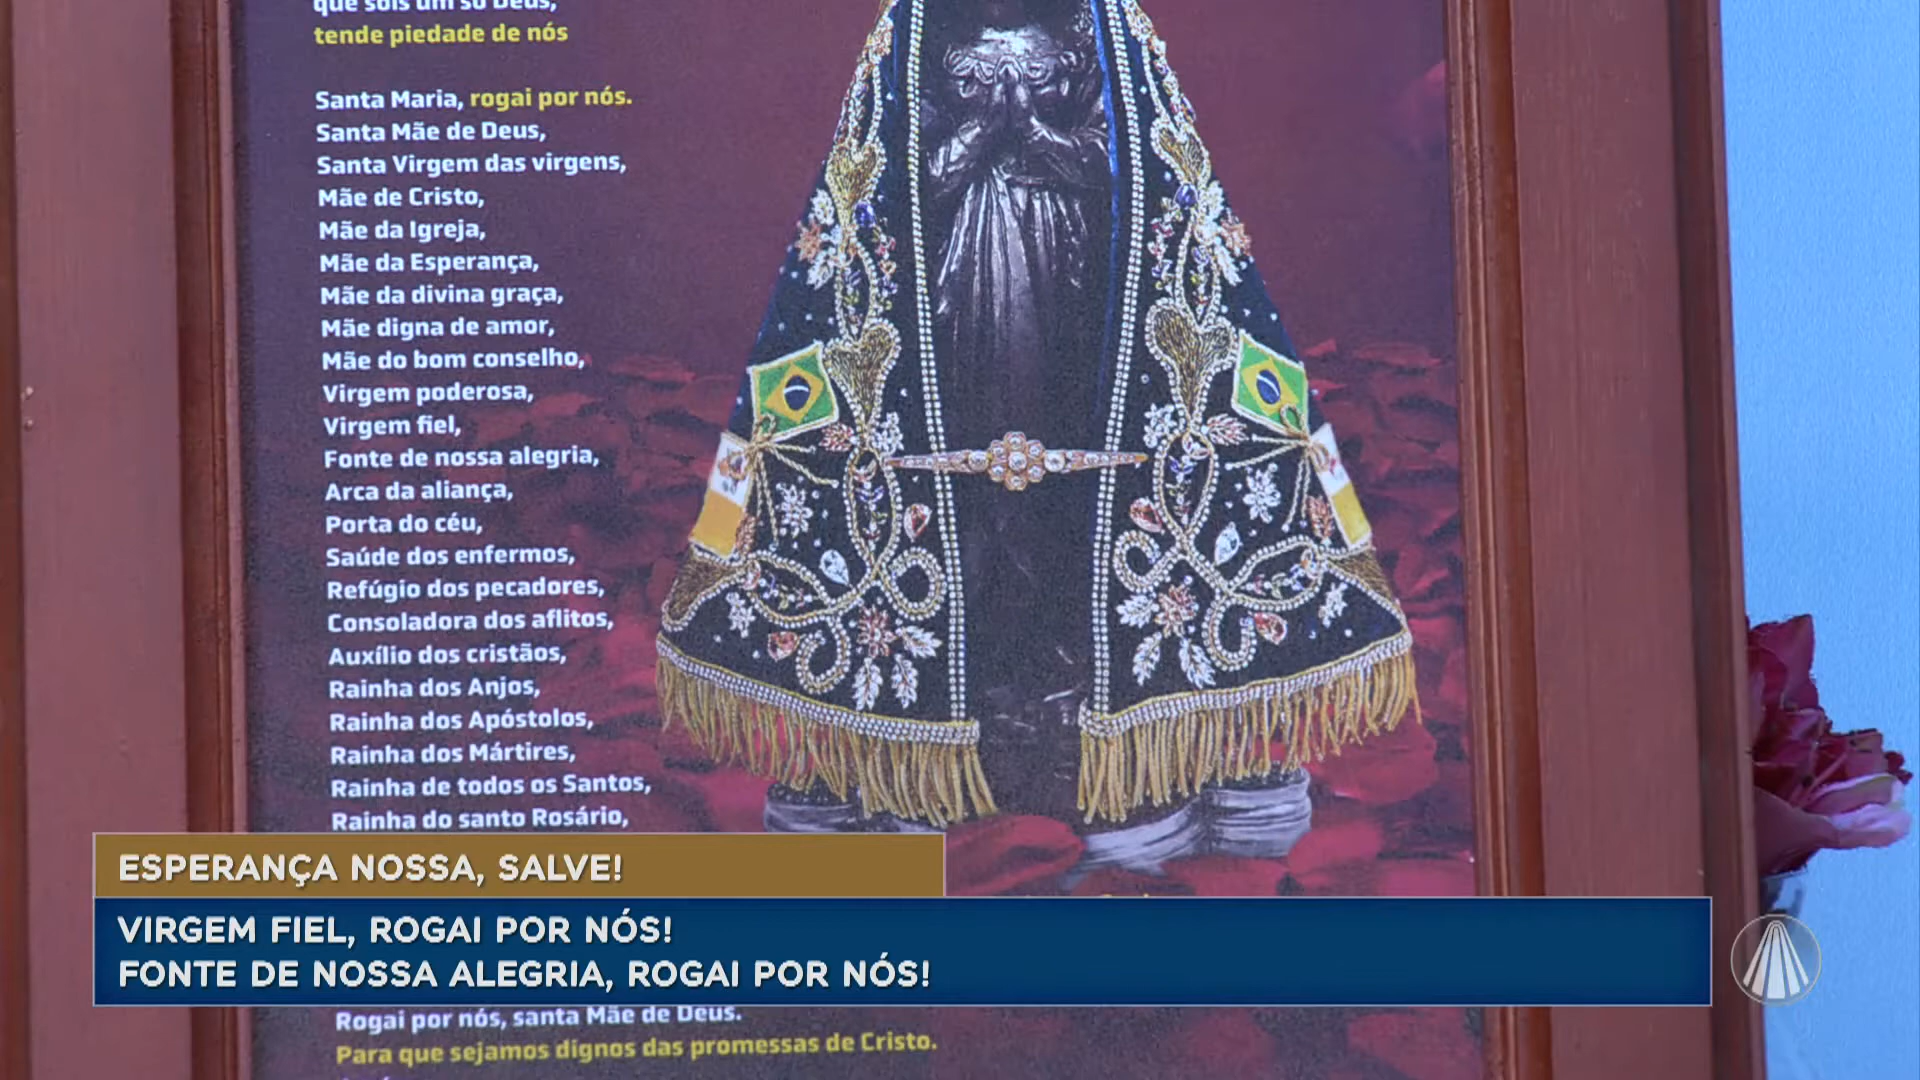 que sois um só Deus,
tende piedade de nós
Santa Maria, rogai por nós.
Santa Mãe de Deus,
Santa Virgem das virgens,
Mãe de Cristo,
Mãe da Igreja,
Mãe da Esperança,
Mãe da divina graça,
Mãe digna de amor,
Mãe do bom conselho,
Virgem poderosa,
Virgem fiel,
Fonte de nossa alegria,
Arca da aliança,
Porta do céu,
Saúde dos enfermos,
Refúgio dos pecadores,
Consoladora dos aflitos,
Auxílio dos cristãos,
Rainha dos Anjos,
Rainha dos Apóstolos,
Rainha dos Mártires,
Rainha de todos os Santos,
Rainha do santo Rosário,
ESPERANÇA NOSSA, SALVE!
VIRGEM FIEL, ROGAI POR NÓS!
FONTE DE NOSSA ALEGRIA, ROGAI POR NÓS!
Rogai por nós, santa Mãe de Deus.
Para que sejamos dignos das promessas de Cristo.